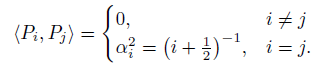 ⟨P_i, P_j⟩ = { 0, i ≠ j
α_i^2 = (i + 1/2)^{-1}, i = j.